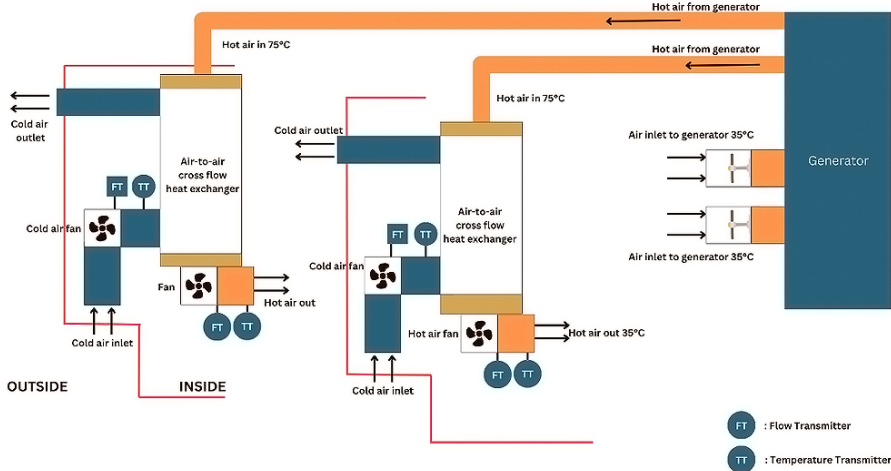 Hot air from generator
Hot air in 75°C
Hot air from generator
Hot air in 75°C
Cold air
outlet
Air-to-air
cross flow
heat exchanger
FT
TT
Cold air fan
Fan
Hot air out
FT
TT
Cold air inlet
OUTSIDE
INSIDE
Cold air outlet
Air-to-air
cross flow
heat exchanger
FT
TT
Cold air fan
Hot air fan
Hot air out 35°C
FT
TT
Cold air inlet
Air inlet to generator 35°C
Generator
Air inlet to generator 35°C
FT : Flow Transmitter
TT : Temperature Transmitter